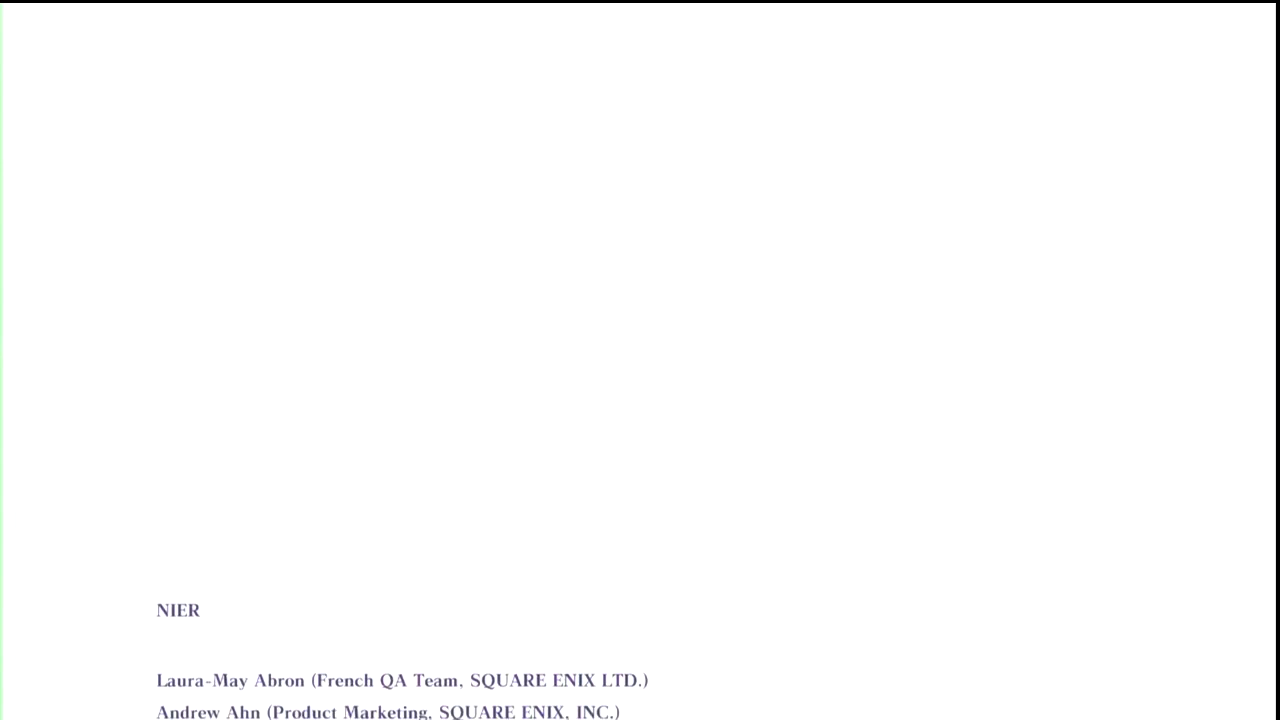 NIER
Laura-May Abron (French QA Team, SQUARE ENIX LTD.)
Andrew Ahn (Product Marketing, SQUARE ENIX, INC.)